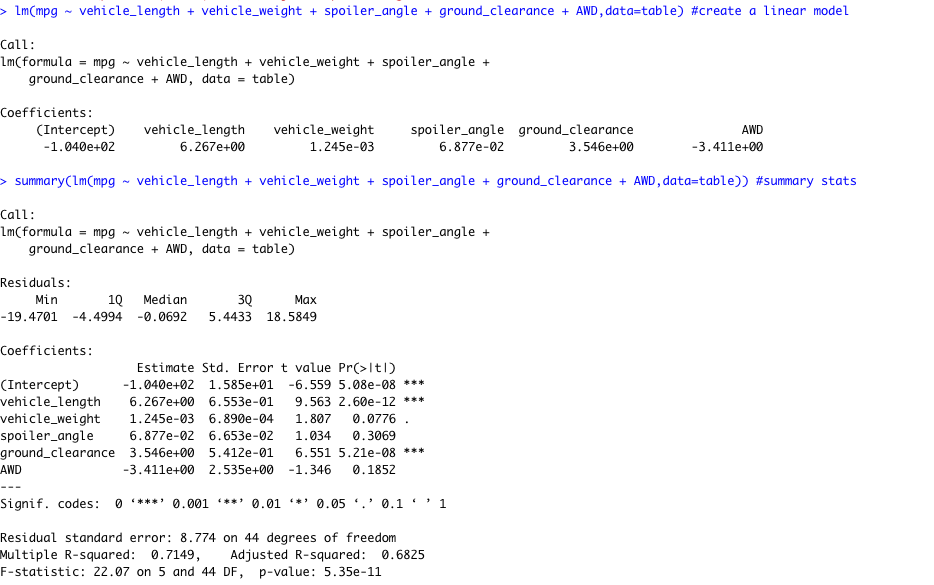 > lm(mpg ~ vehicle_length + vehicle_weight + spoiler_angle + ground_clearance + AWD,data=table) #create a linear model
Call:
lm(formula = mpg ~ vehicle_length + vehicle_weight + spoiler_angle +
    ground_clearance + AWD, data = table)
Coefficients:
     (Intercept)    vehicle_length    vehicle_weight     spoiler_angle  ground_clearance               AWD
      -1.040e+02         6.267e+00         1.245e-03         6.877e-02         3.546e+00        -3.411e+00
> summary(lm(mpg ~ vehicle_length + vehicle_weight + spoiler_angle + ground_clearance + AWD,data=table)) #summary stats
Call:
lm(formula = mpg ~ vehicle_length + vehicle_weight + spoiler_angle +
    ground_clearance + AWD, data = table)
Residuals:
     Min       1Q   Median       3Q      Max
-19.4701  -4.4994  -0.0692   5.4433  18.5849
Coefficients:
                   Estimate Std. Error t value Pr(>|t|)
(Intercept)      -1.040e+02  1.585e+01  -6.559 5.08e-08 ***
vehicle_length    6.267e+00  6.553e-01   9.563 2.60e-12 ***
vehicle_weight    1.245e-03  6.890e-04   1.807   0.0776 .
spoiler_angle     6.877e-02  6.653e-02   1.034   0.3069
ground_clearance  3.546e+00  5.412e-01   6.551 5.21e-08 ***
AWD              -3.411e+00  2.535e+00  -1.346   0.1852
---
Signif. codes:  0 ‘***’ 0.001 ‘**’ 0.01 ‘*’ 0.05 ‘.’ 0.1 ‘ ’ 1
Residual standard error: 8.774 on 44 degrees of freedom
Multiple R-squared:  0.7149,    Adjusted R-squared:  0.6825
F-statistic: 22.07 on 5 and 44 DF,  p-value: 5.35e-11